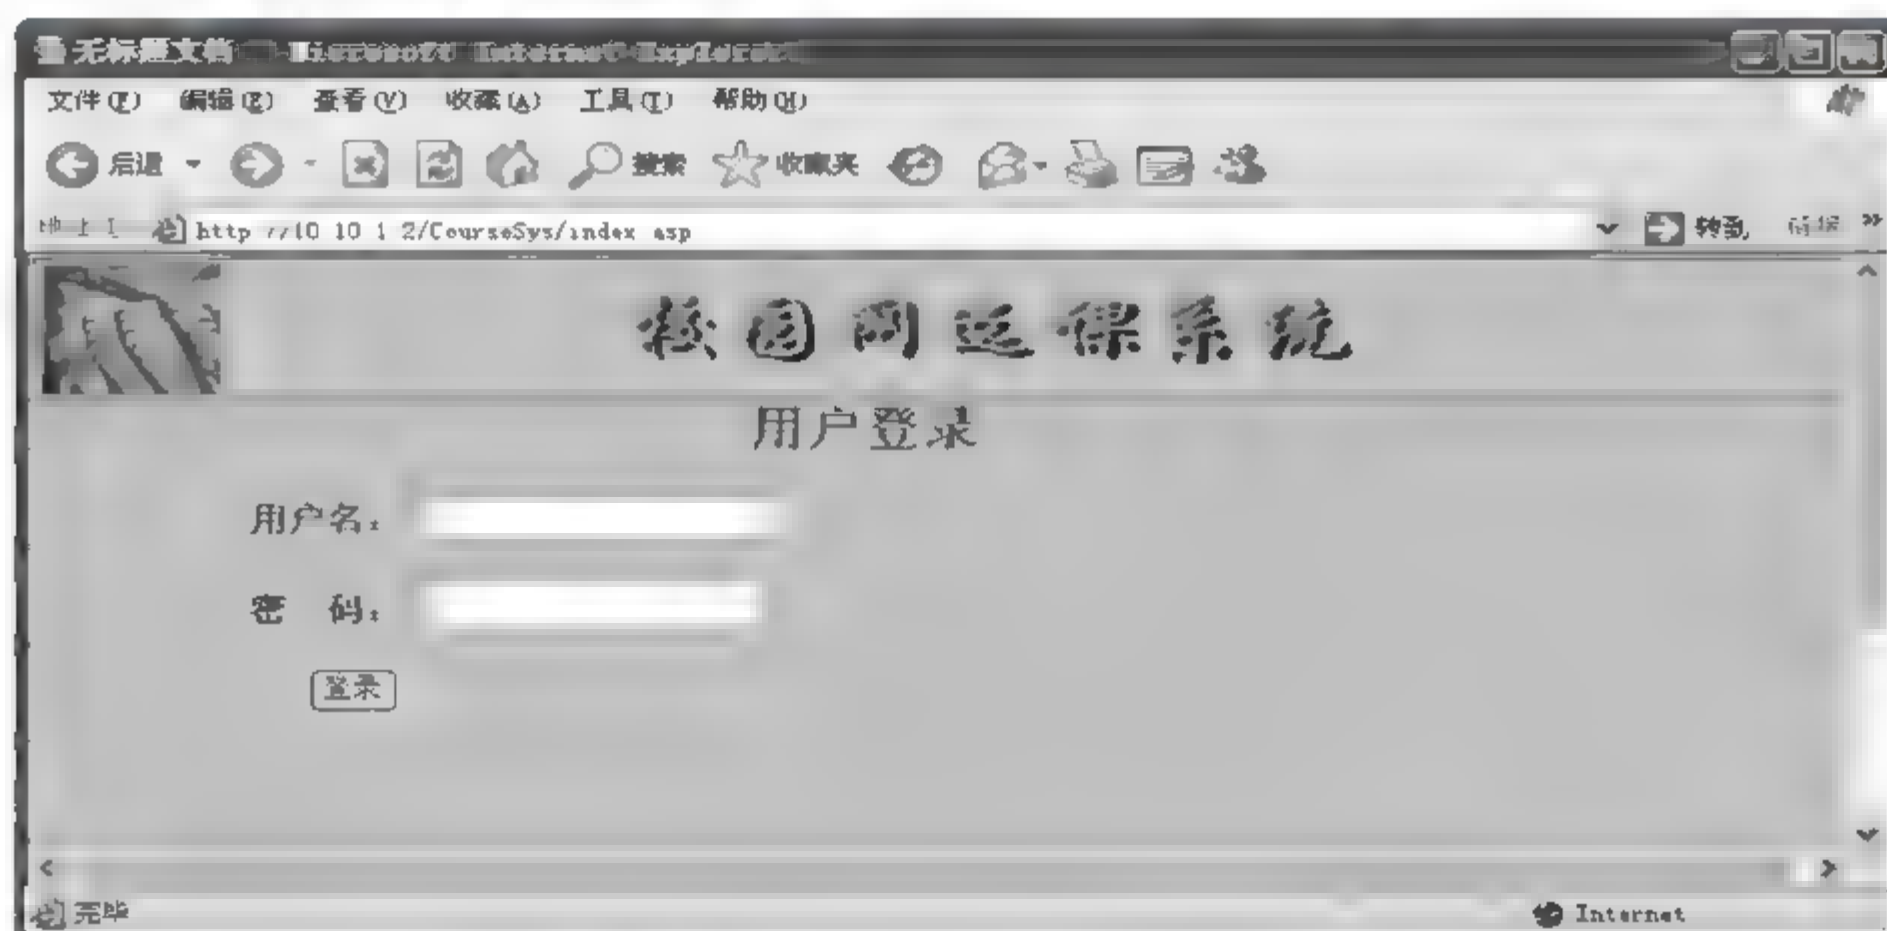 无标题文档 - Microsoft Internet Explorer
文件(F) 编辑(E) 查看(V) 收藏(A) 工具(T) 帮助(H)
后退 搜索 收藏夹
http //10 10 1 2/CourseSys/index asp 转到 »
校园网选课系统
用户登录
用户名:
密 码:
登录
完毕 Internet